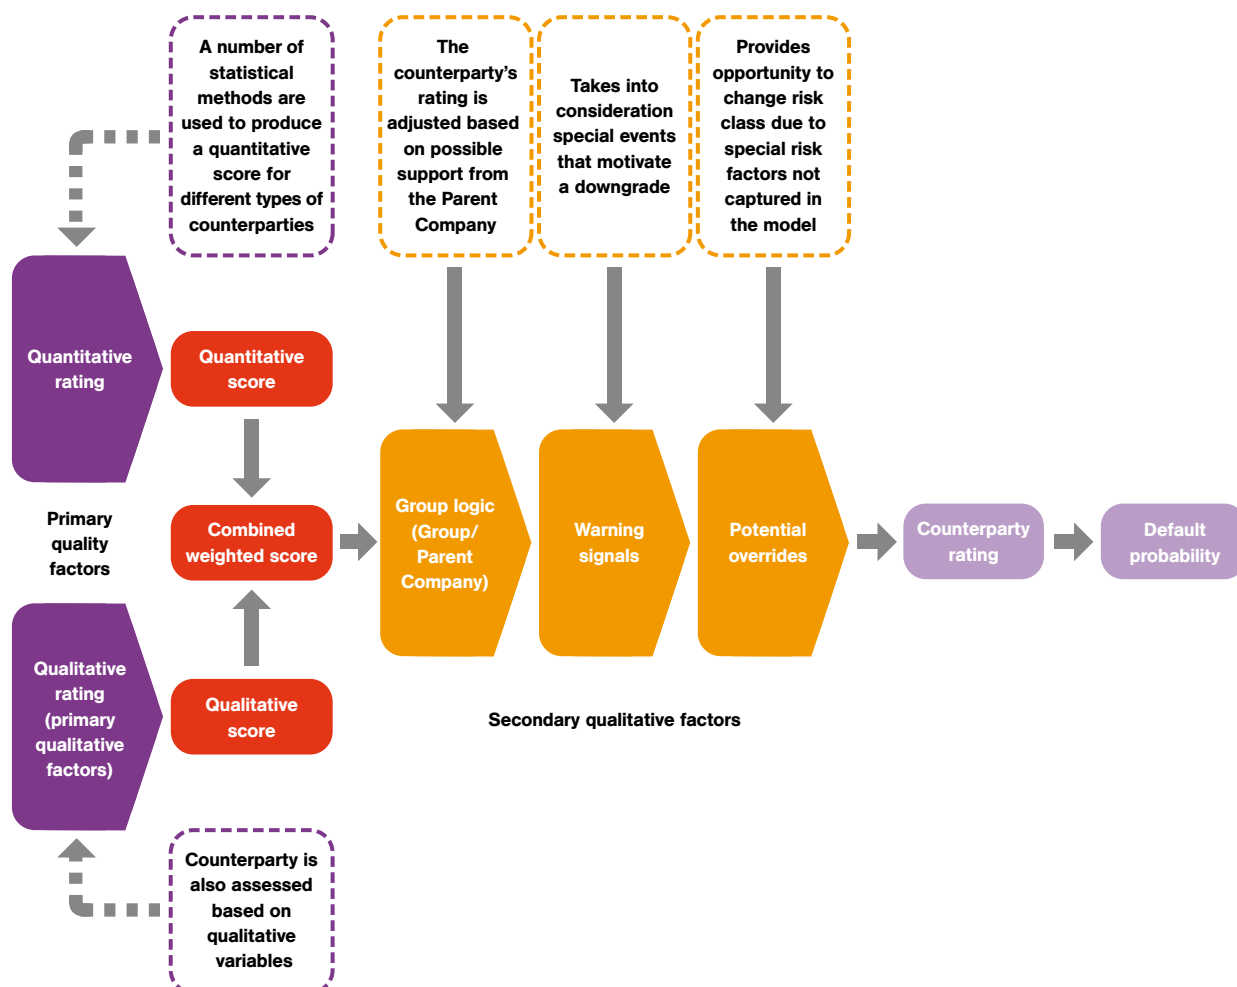 A number of
statistical
methods are
used to produce
a quantitative
score for
different types of
counterparties
The
counterparty’s
rating is
adjusted based
on possible
support from
the Parent
Company
Takes into
consideration
special events
that motivate
a downgrade
Provides
opportunity to
change risk
class due to
special risk
factors not
captured in
the model
Quantitative
rating
Quantitative
score
Primary
quality
factors
Combined
weighted score
Group logic
(Group/
Parent
Company)
Warning
signals
Potential
overrides
Counterparty
rating
Default
probability
Qualitative
rating
(primary
qualitative
factors)
Qualitative
score
Secondary qualitative factors
Counterparty is
also assessed
based on
qualitative
variables